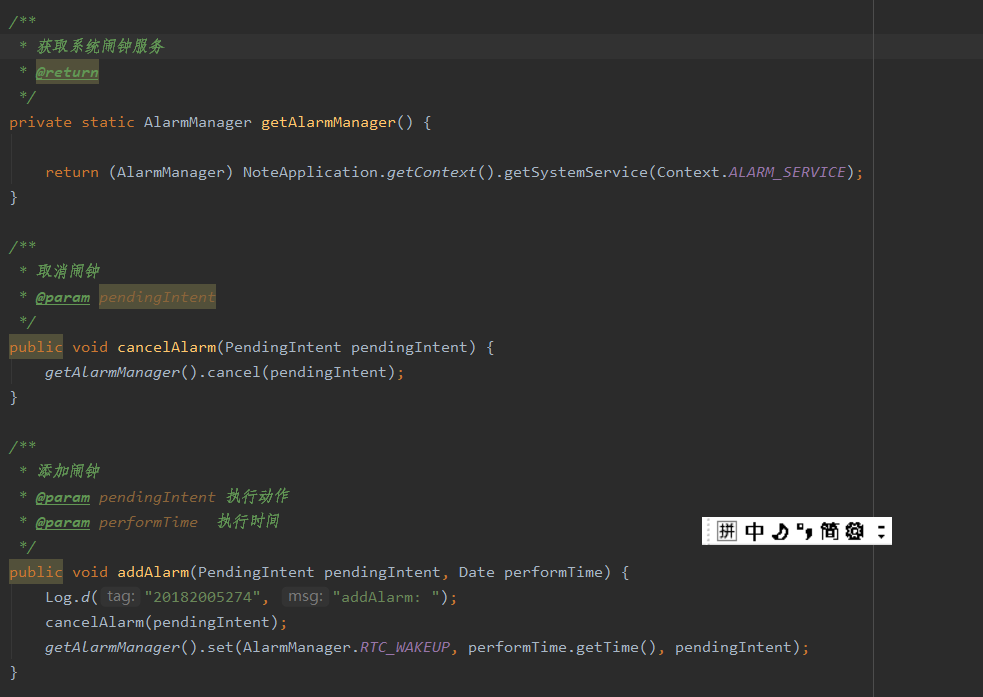 /**
* 获取系统闹钟服务
* @return
*/
private static AlarmManager getAlarmManager() {
return (AlarmManager) NoteApplication.getContext().getSystemService(Context.ALARM_SERVICE);
}
/**
* 取消闹钟
* @param pendingIntent
*/
public void cancelAlarm(PendingIntent pendingIntent) {
getAlarmManager().cancel(pendingIntent);
}
/**
* 添加闹钟
* @param pendingIntent 执行动作
* @param performTime 执行时间
*/
拼 中 简
public void addAlarm(PendingIntent pendingIntent, Date performTime) {
Log.d( tag: "20182005274", msg: "addAlarm: ");
cancelAlarm(pendingIntent);
getAlarmManager().set(AlarmManager.RTC_WAKEUP, performTime.getTime(), pendingIntent);
}